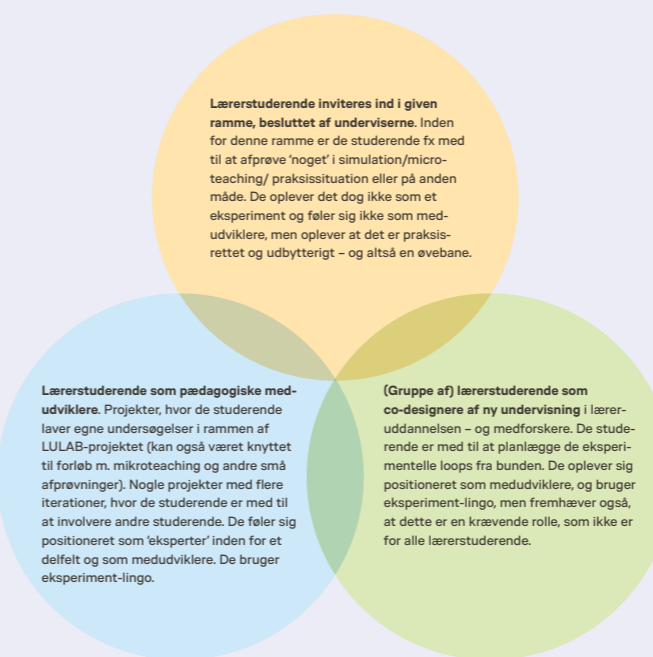 Lærerstuderende inviteres ind i given
ramme, besluttet af underviserne. Inden
for denne ramme er de studerende fx med
til at afprøve ‘noget’ i simulation/micro-
teaching/ praksissituation eller på anden
måde. De oplever det dog ikke som et
eksperiment og føler sig ikke som med-
udviklere, men oplever at det er praksis-
rettet og udbytterigt – og altså en øvebane.
Lærerstuderende som pædagogiske med-
udviklere. Projekter, hvor de studerende
laver egne undersøgelser i rammen af
LULAB-projektet (kan også været knyttet
til forløb m. mikroteaching og andre små
afprøvninger). Nogle projekter med flere
iterationer, hvor de studerende er med til
at involvere andre studerende. De føler sig
positioneret som ‘eksperter’ inden for et
delfelt og som medudviklere. De bruger
eksperiment-lingo.
(Gruppe af) lærerstuderende som
co-designere af ny undervisning i lærer-
uddannelsen – og medforskere. De stude-
rende er med til at planlægge de eksperi-
mentelle loops fra bunden. De oplever sig
positioneret som medudviklere, og bruger
eksperiment-lingo, men fremhæver også,
at dette er en krævende rolle, som ikke er
for alle lærerstuderende.